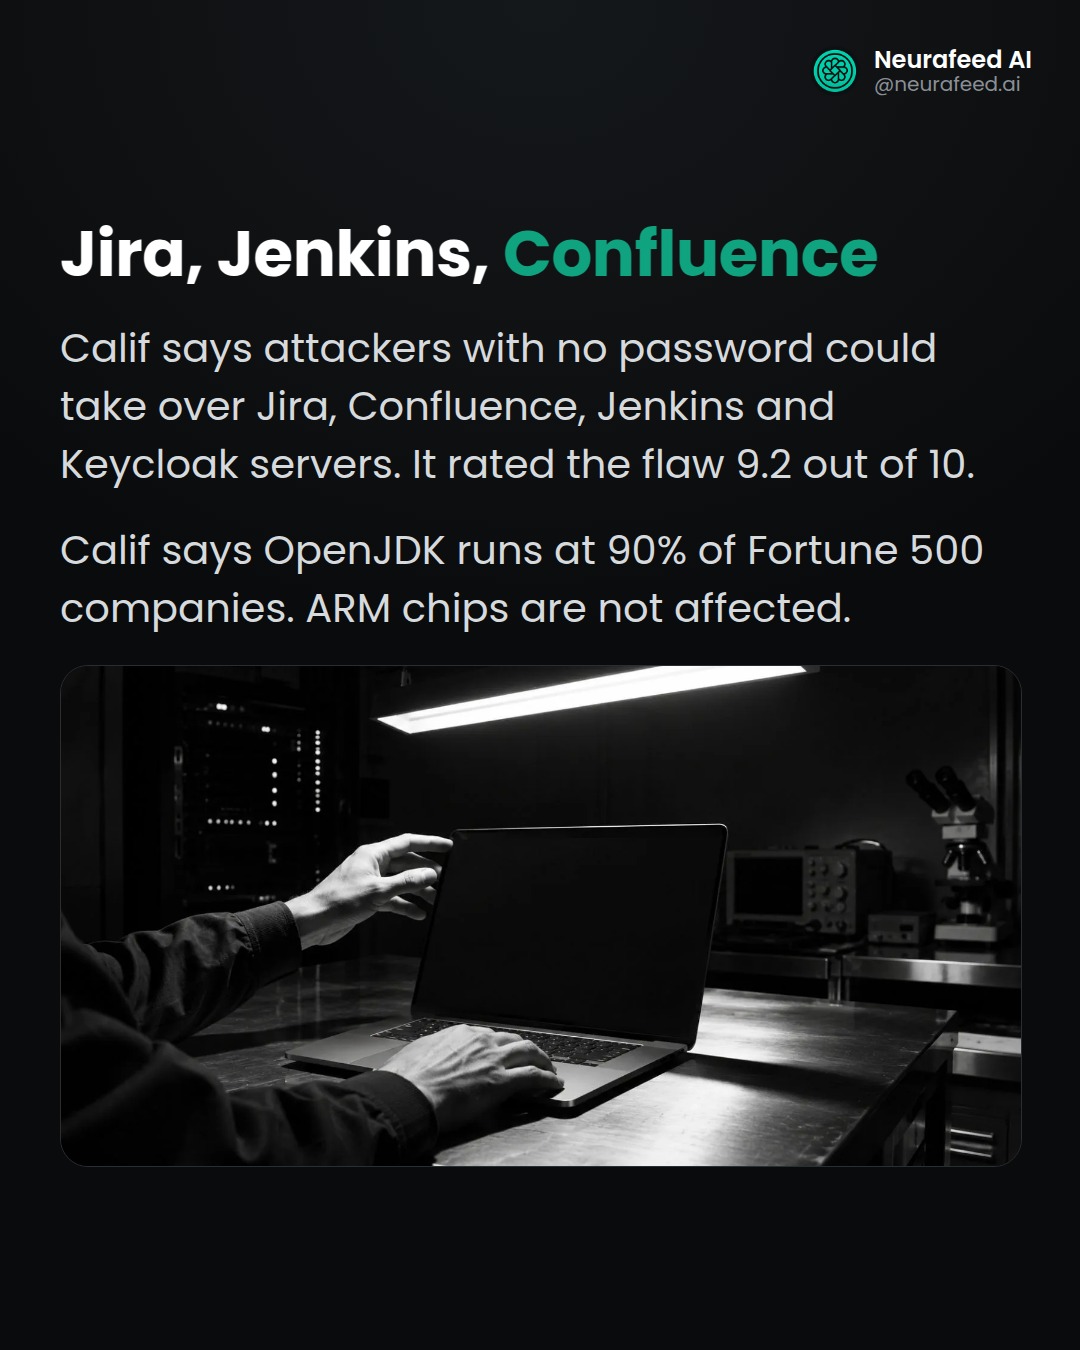 Neurafeed AI
@neurafeed.ai
Jira, Jenkins, Confluence
Calif says attackers with no password could
take over Jira, Confluence, Jenkins and
Keycloak servers. It rated the flaw 9.2 out of 10.
Calif says OpenJDK runs at 90% of Fortune 500
companies. ARM chips are not affected.